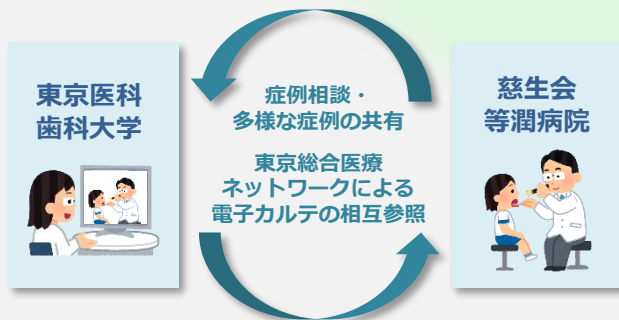 東京医科
歯科大学
症例相談・
多様な症例の共有
東京総合医療
ネットワークによる
電子カルテの相互参照
慈生会
等潤病院